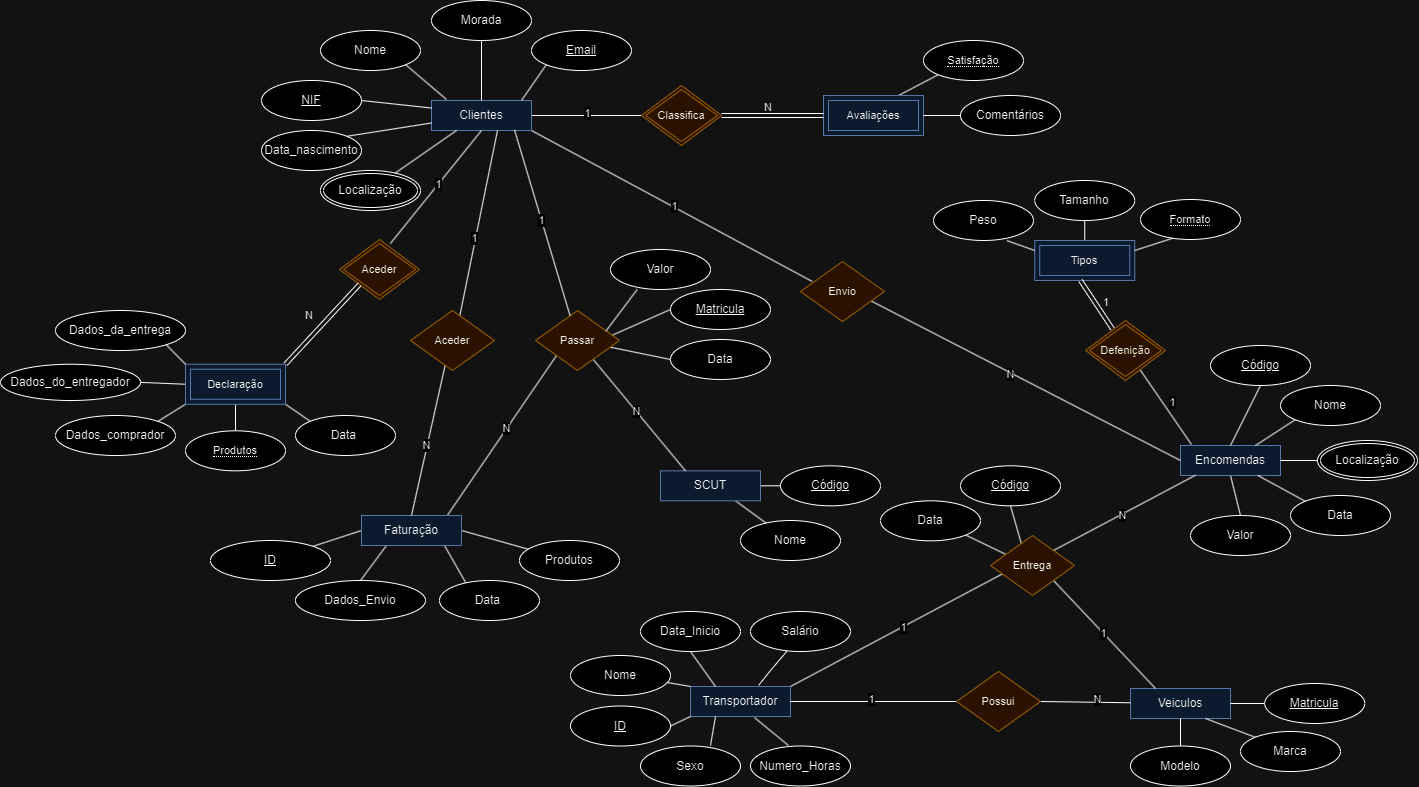 Morada
Nome
Email
Satisfação
NIF
Clientes
1
Classifica
N
Avaliações
Comentários
Data_nascimento
Localização
1
1
1
1
Peso
Tamanho
Formato
Tipos
Aceder
Valor
Envio
1
N
Matricula
Dados_da_entrega
Aceder
Passar
Data
Defenição
Declaração
Dados_do_entregador
N
Código
1
Nome
Dados_comprador
Produtos
Data
N
N
N
Encomendas
Localização
SCUT
Código
Código
Data
N
Data
Valor
Faturação
Nome
ID
Produtos
Entrega
Dados_Envio
Data
Data_Inicio
Salário
1
1
Nome
Transportador
1
Possui
N
Veiculos
Matricula
ID
Sexo
Numero_Horas
Modelo
Marca